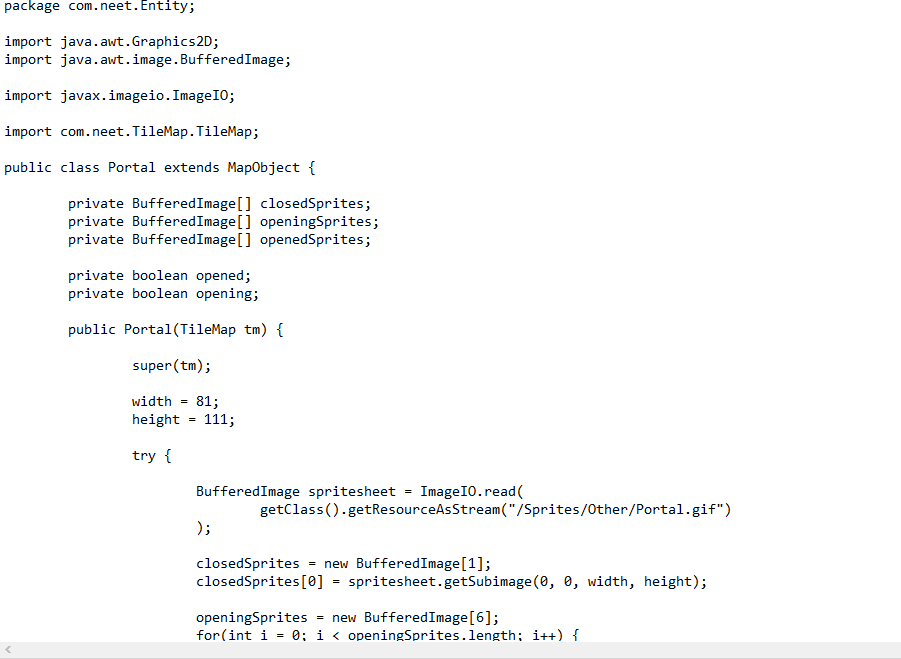 package com.neet.Entity;
import java.awt.Graphics2D;
import java.awt.image.BufferedImage;
import javax.imageio.ImageIO;
import com.neet.TileMap.TileMap;
public class Portal extends MapObject {
private BufferedImage[] closedSprites;
private BufferedImage[] openingSprites;
private BufferedImage[] openedSprites;
private boolean opened;
private boolean opening;
public Portal(TileMap tm) {
super(tm);
width = 81;
height = 111;
try {
BufferedImage spritesheet = ImageIO.read(
getClass().getResourceAsStream("/Sprites/Other/Portal.gif")
);
closedSprites = new BufferedImage[1];
closedSprites[0] = spritesheet.getSubimage(0, 0, width, height);
openingSprites = new BufferedImage[6];
for(int i = 0; i < openingSprites.length; i++) {